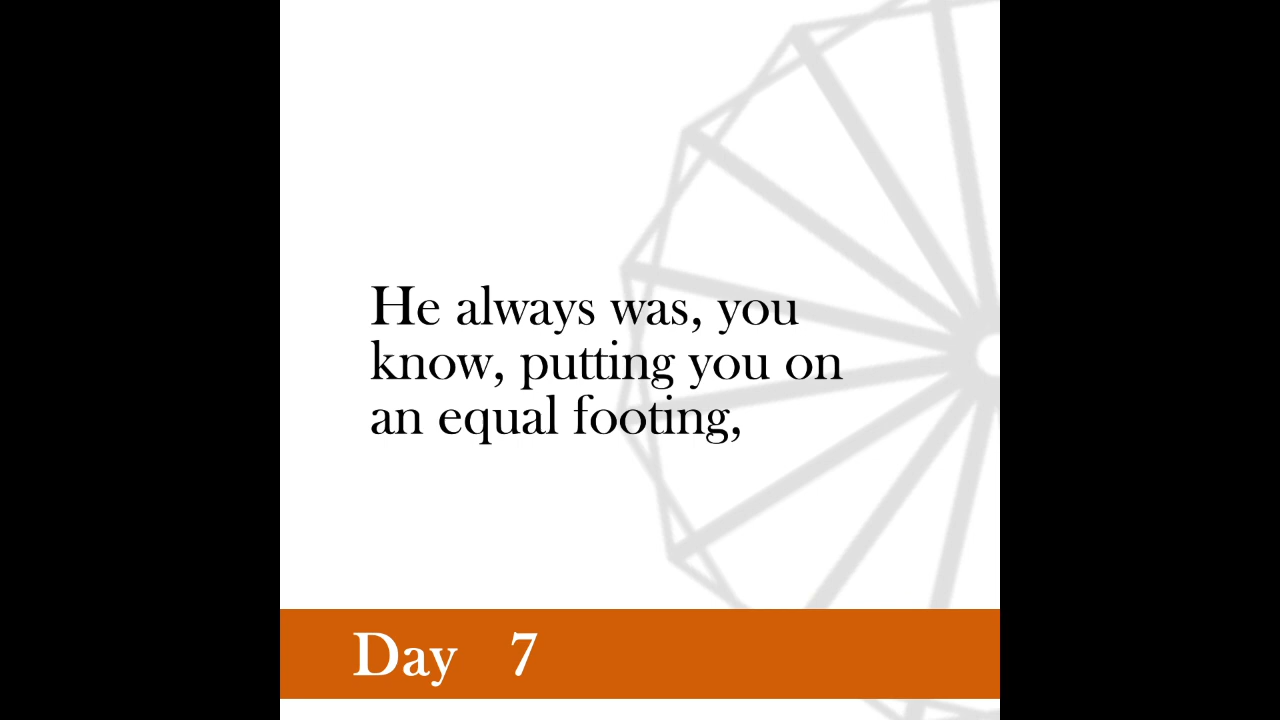 He always was, you
know, putting you on
an equal footing,
Day 7